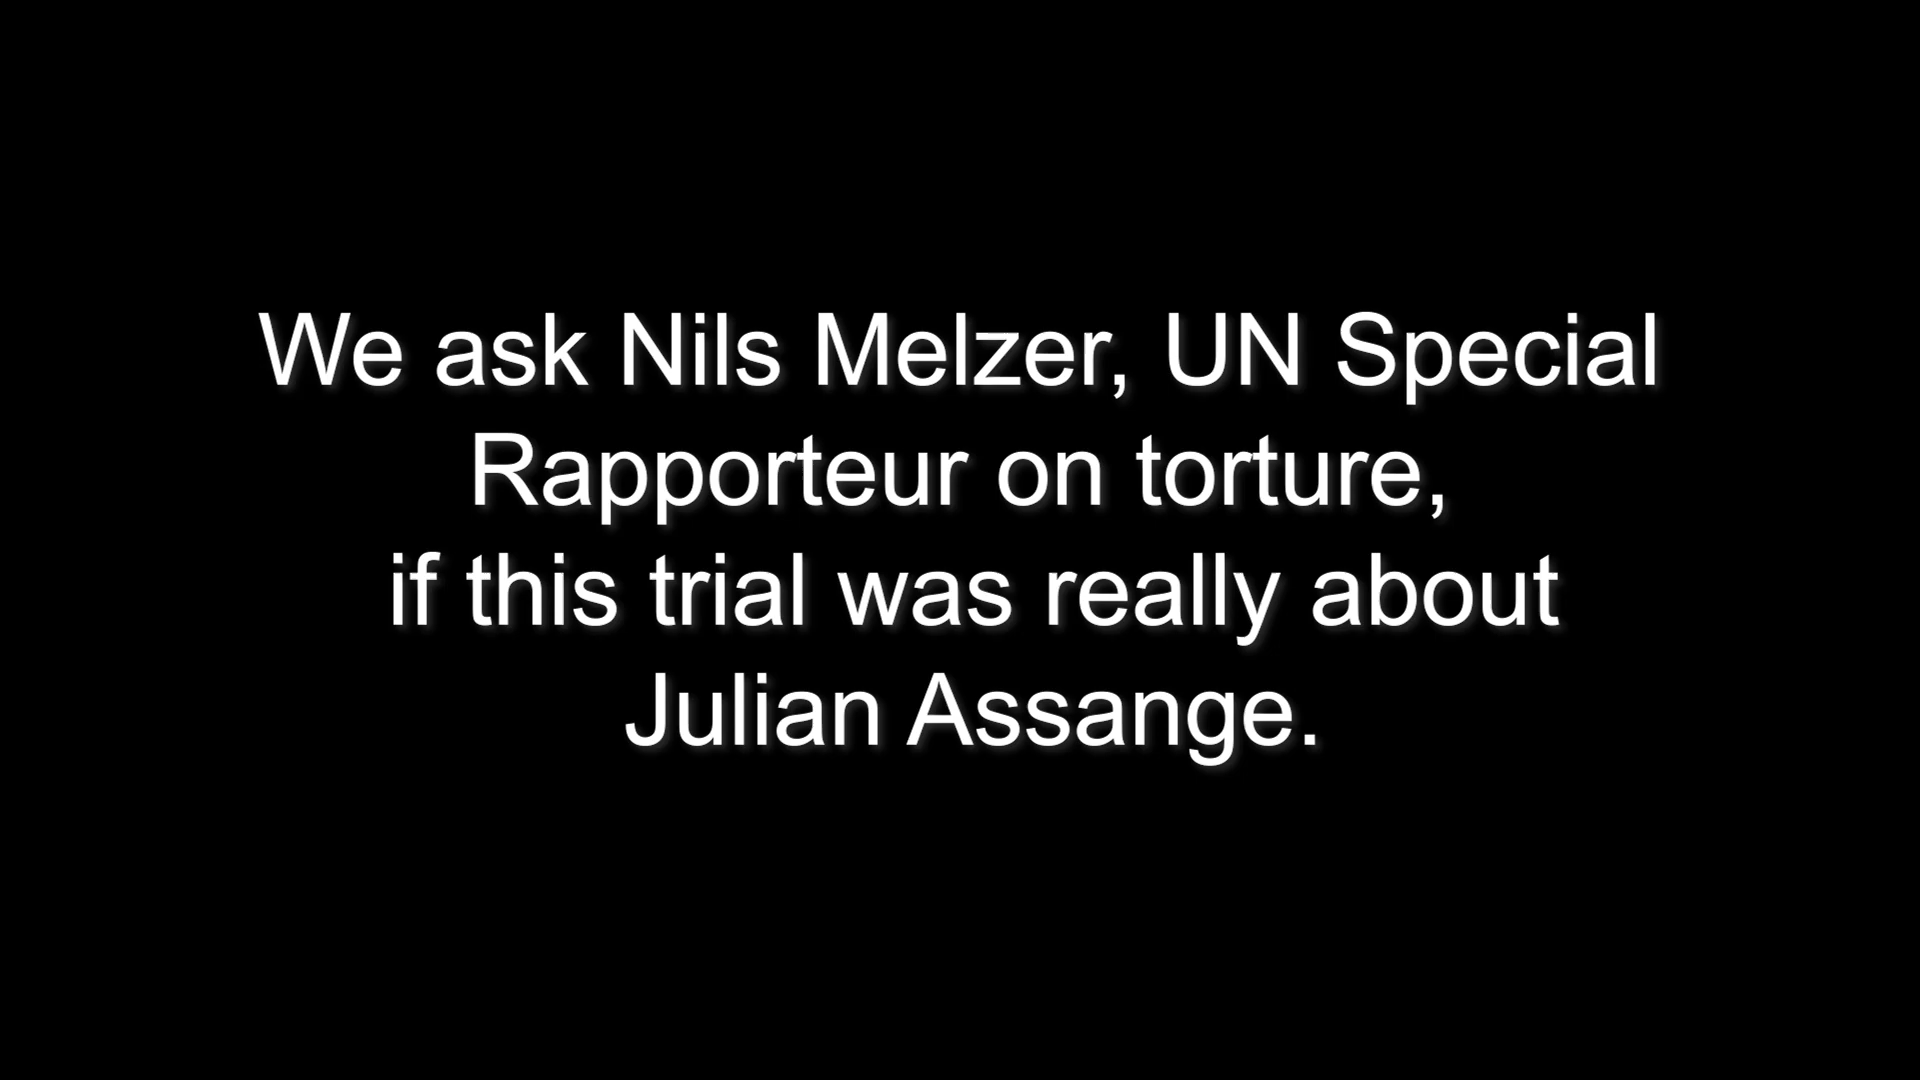 We ask Nils Melzer, UN Special
Rapporteur on torture,
if this trial was really about
Julian Assange.